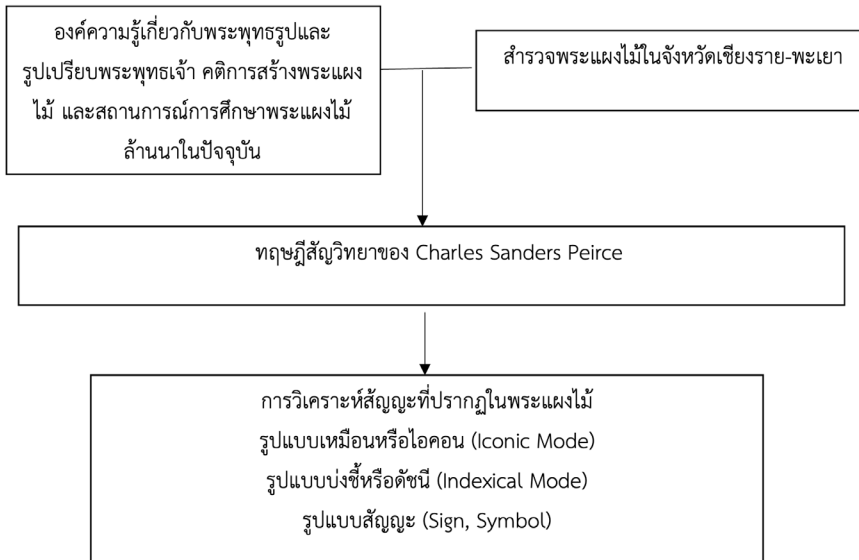 องค์ความรู้เกี่ยวกับพระพุทธรูปและ
รูปเปรียบพระพุทธเจ้า คติการสร้างพระแผง
ไม้ และสถานการณ์การศึกษาพระแผงไม้
ล้านนาในปัจจุบัน
สำรวจพระแผงไม้ในจังหวัดเชียงราย-พะเยา
ทฤษฎีสัญวิทยาของ Charles Sanders Peirce
การวิเคราะห์สัญญะที่ปรากฏในพระแผงไม้
รูปแบบเหมือนหรือไอคอน (Iconic Mode)
รูปแบบบ่งชี้หรือดัชนี (Indexical Mode)
รูปแบบสัญญะ (Sign, Symbol)